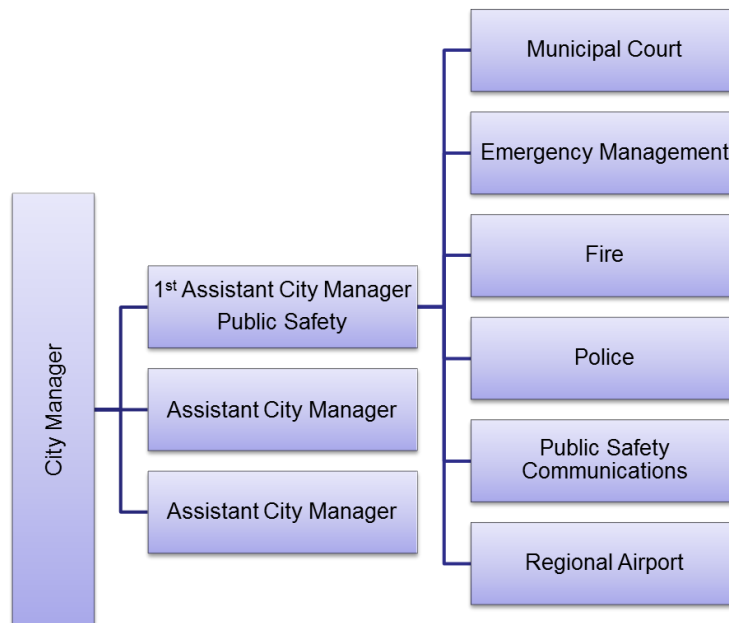 City Manager
1st Assistant City Manager
Public Safety
Assistant City Manager
Assistant City Manager
Municipal Court
Emergency Management
Fire
Police
Public Safety
Communications
Regional Airport